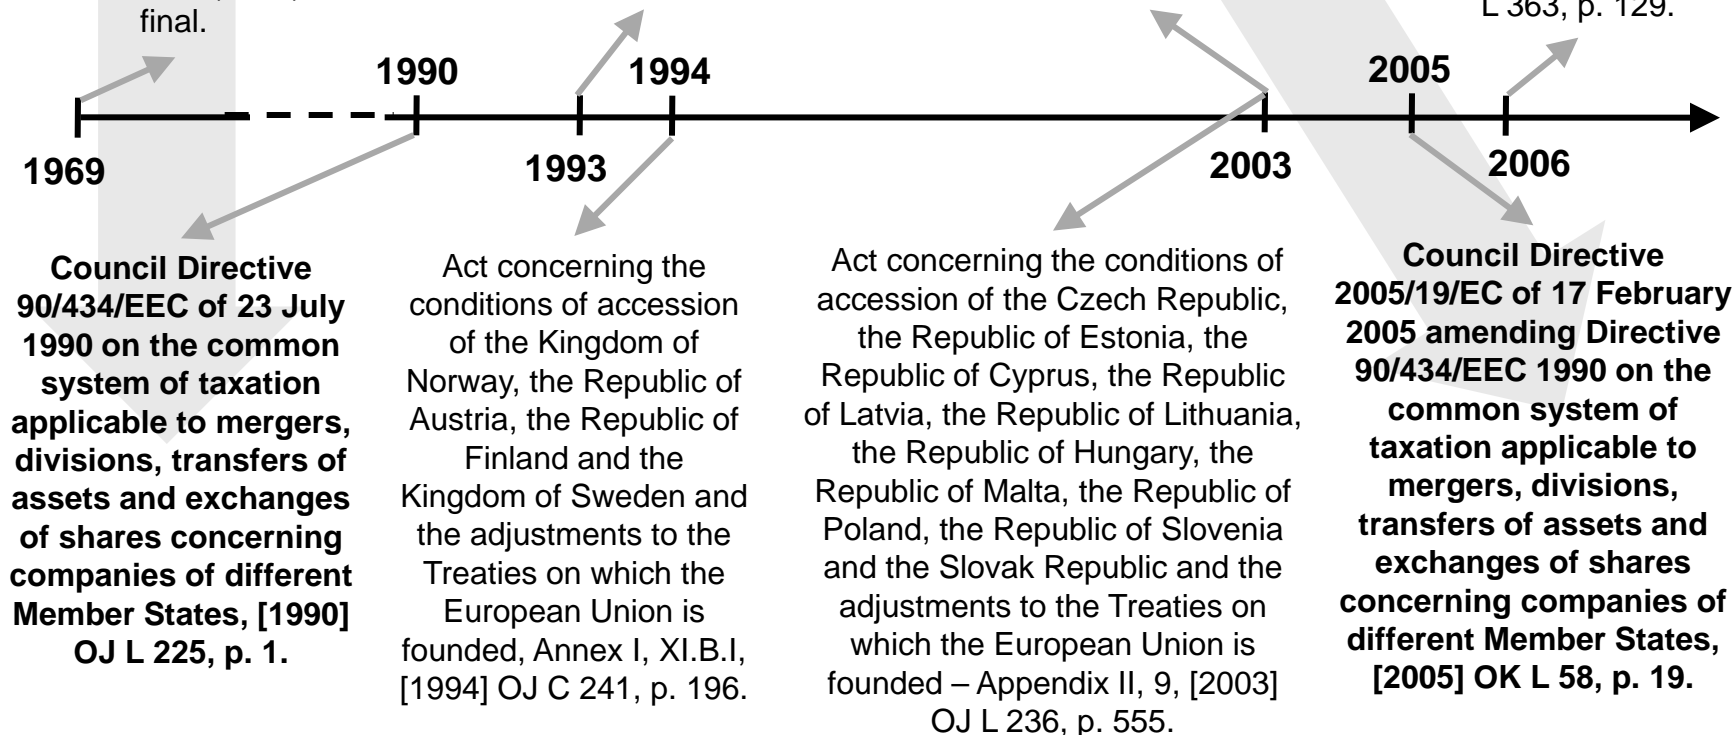 final.
L 363, p. 129.
1990
1994
2005
1969
1993
2003
2006
Council Directive
90/434/EEC of 23 July
1990 on the common
system of taxation
applicable to mergers,
divisions, transfers of
assets and exchanges
of shares concerning
companies of different
Member States, [1990]
OJ L 225, p. 1.
Act concerning the
conditions of accession
of the Kingdom of
Norway, the Republic of
Austria, the Republic of
Finland and the
Kingdom of Sweden and
the adjustments to the
Treaties on which the
European Union is
founded, Annex I, XI.B.I,
[1994] OJ C 241, p. 196.
Act concerning the conditions of
accession of the Czech Republic,
the Republic of Estonia, the
Republic of Cyprus, the Republic
of Latvia, the Republic of Lithuania,
the Republic of Hungary, the
Republic of Malta, the Republic of
Poland, the Republic of Slovenia
and the Slovak Republic and the
adjustments to the Treaties on
which the European Union is
founded – Appendix II, 9, [2003]
OJ L 236, p. 555.
Council Directive
2005/19/EC of 17 February
2005 amending Directive
90/434/EEC 1990 on the
common system of
taxation applicable to
mergers, divisions,
transfers of assets and
exchanges of shares
concerning companies of
different Member States,
[2005] OK L 58, p. 19.